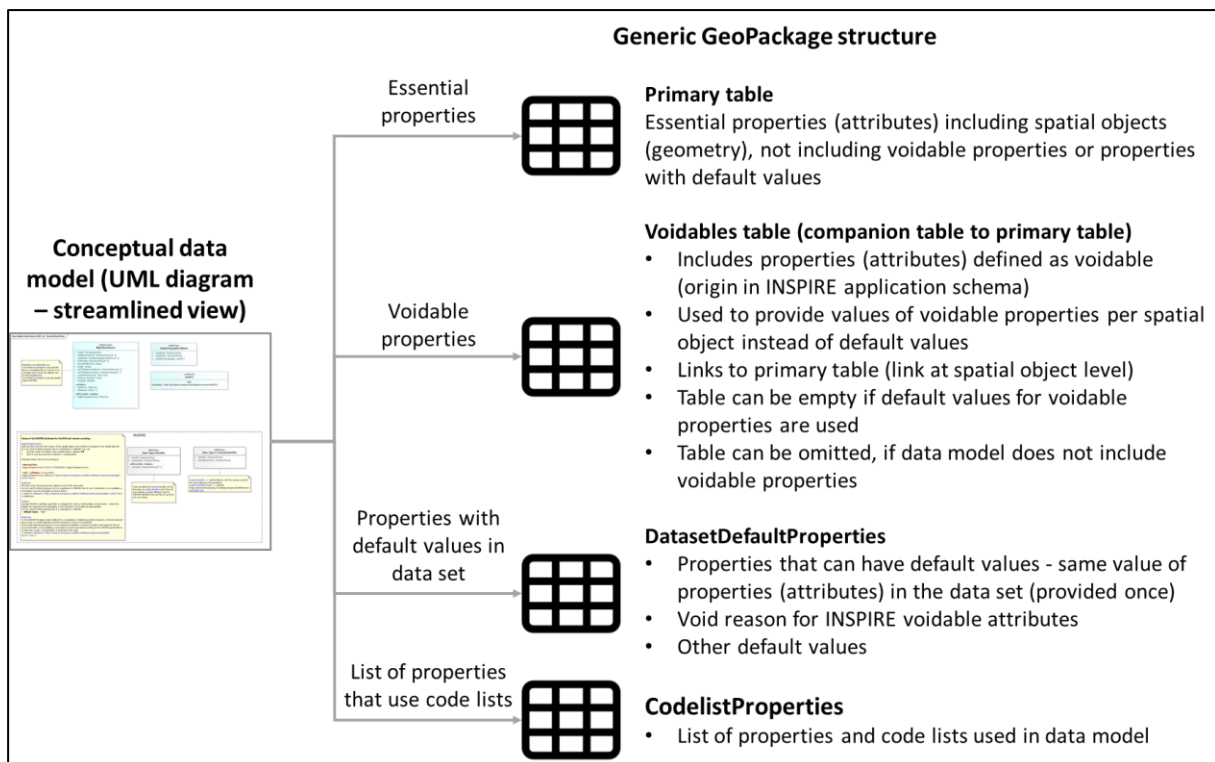 Generic GeoPackage structure
Essential
properties
Primary table
Essential properties (attributes) including spatial objects
(geometry), not including voidable properties or properties
with default values
Conceptual data
model (UML diagram
– streamlined view)
Voidable
properties
Voidables table (companion table to primary table)
• Includes properties (attributes) defined as voidable
(origin in INSPIRE application schema)
• Used to provide values of voidable properties per spatial
object instead of default values
• Links to primary table (link at spatial object level)
• Table can be empty if default values for voidable
properties are used
• Table can be omitted, if data model does not include
voidable properties
Properties with
default values in
data set
DatasetDefaultProperties
• Properties that can have default values - same value of
properties (attributes) in the data set (provided once)
• Void reason for INSPIRE voidable attributes
• Other default values
List of properties
that use code lists
CodelistProperties
• List of properties and code lists used in data model